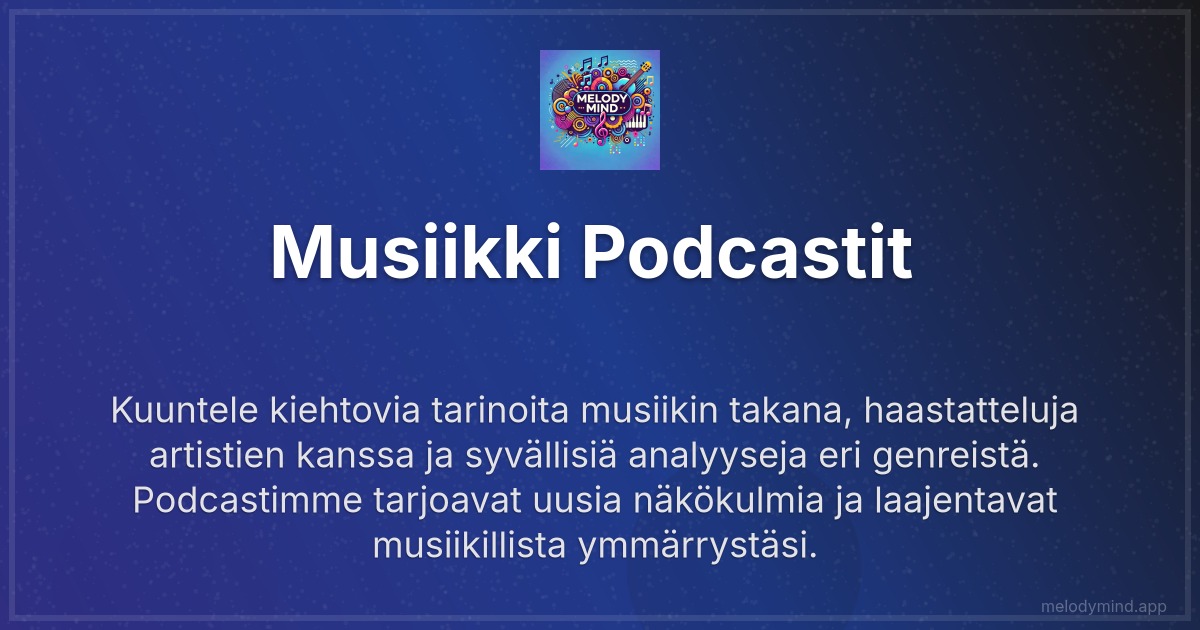 MELODY
MIND
Musiikki Podcastit
Kuuntele kiehtovia tarinoita musiikin takana, haastatteluja
artistien kanssa ja syvällisiä analyyseja eri genreistä.
Podcastimme tarjoavat uusia näkökulmia ja laajentavat
musiikillista ymmärrystäsi.
melodymind.app